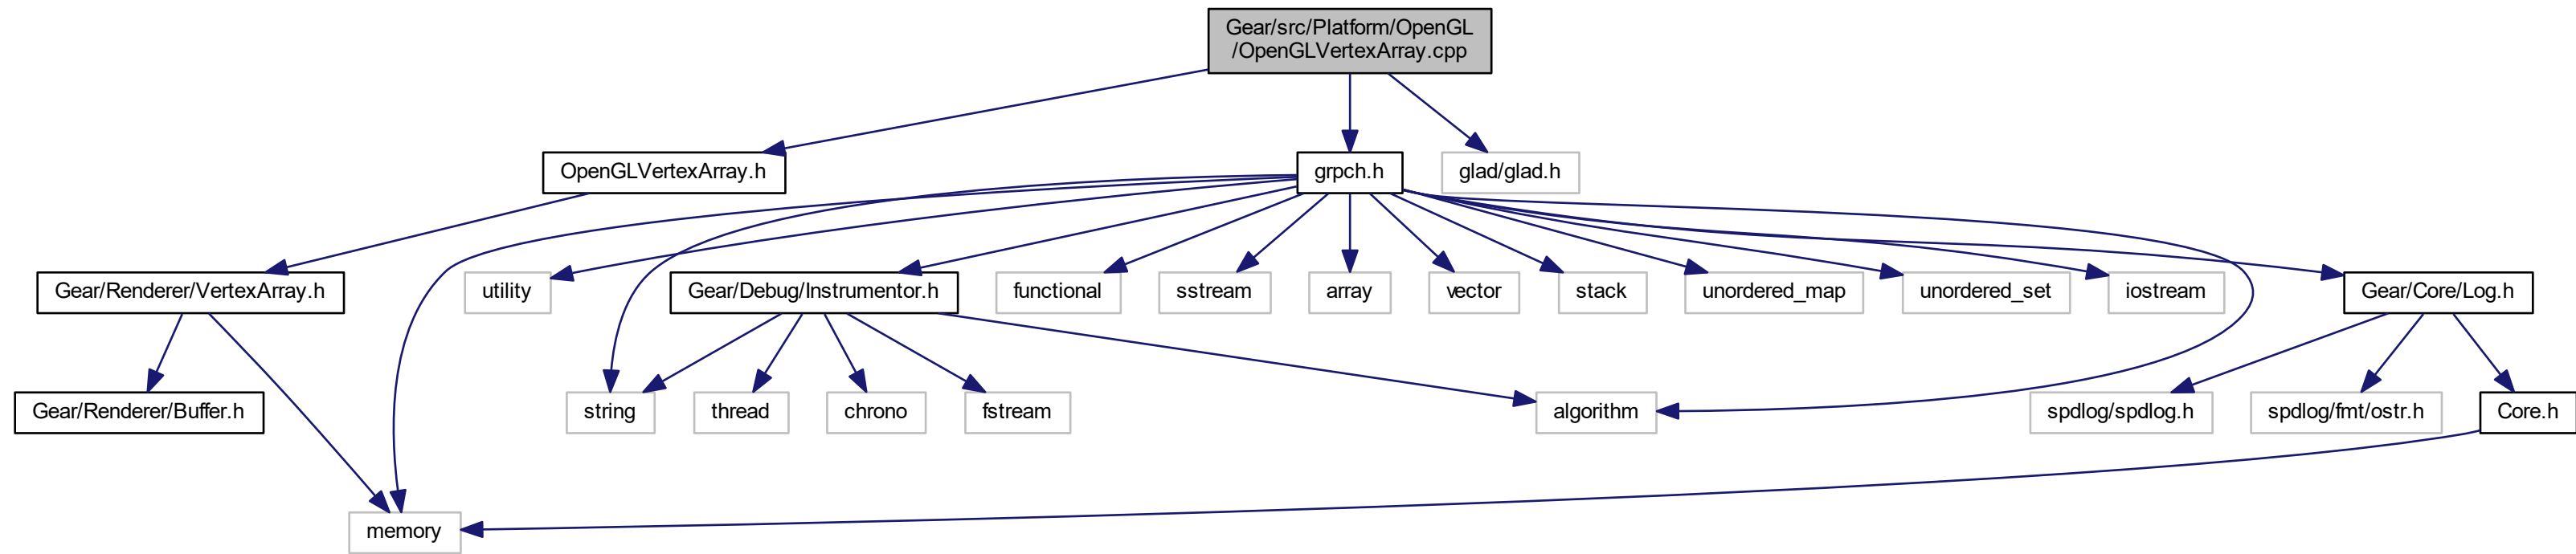 Gear/src/Platform/OpenGL
/OpenGLVertexArray.cpp
OpenGLVertexArray.h
grpch.h
glad/glad.h
Gear/Renderer/VertexArray.h
utility
Gear/Debug/Instrumentor.h
functional
sstream
array
vector
stack
unordered_map
unordered_set
iostream
Gear/Core/Log.h
Gear/Renderer/Buffer.h
string
thread
chrono
fstream
algorithm
spdlog/spdlog.h
spdlog/fmt/ostr.h
Core.h
memory